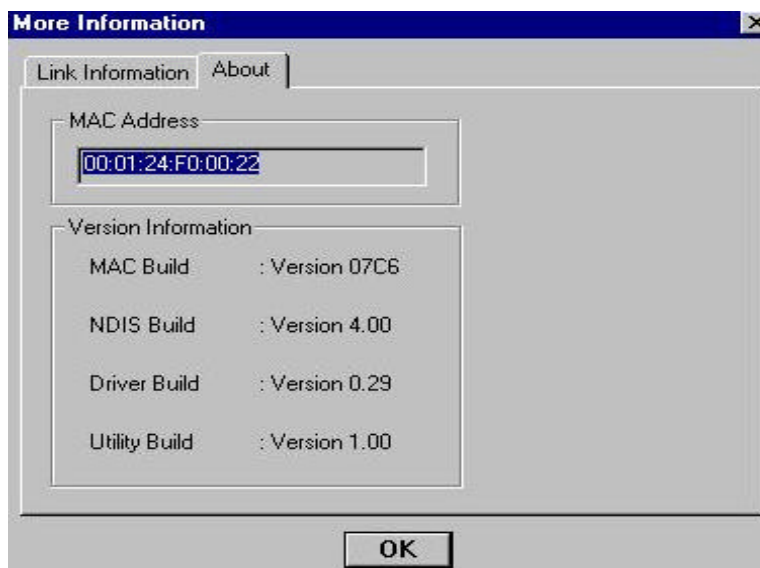 More Information
Link Information About
MAC Address
00:01:24:F0:00:22
Version Information
MAC Build : Version 07C6
NDIS Build : Version 4.00
Driver Build : Version 0.29
Utility Build : Version 1.00
OK